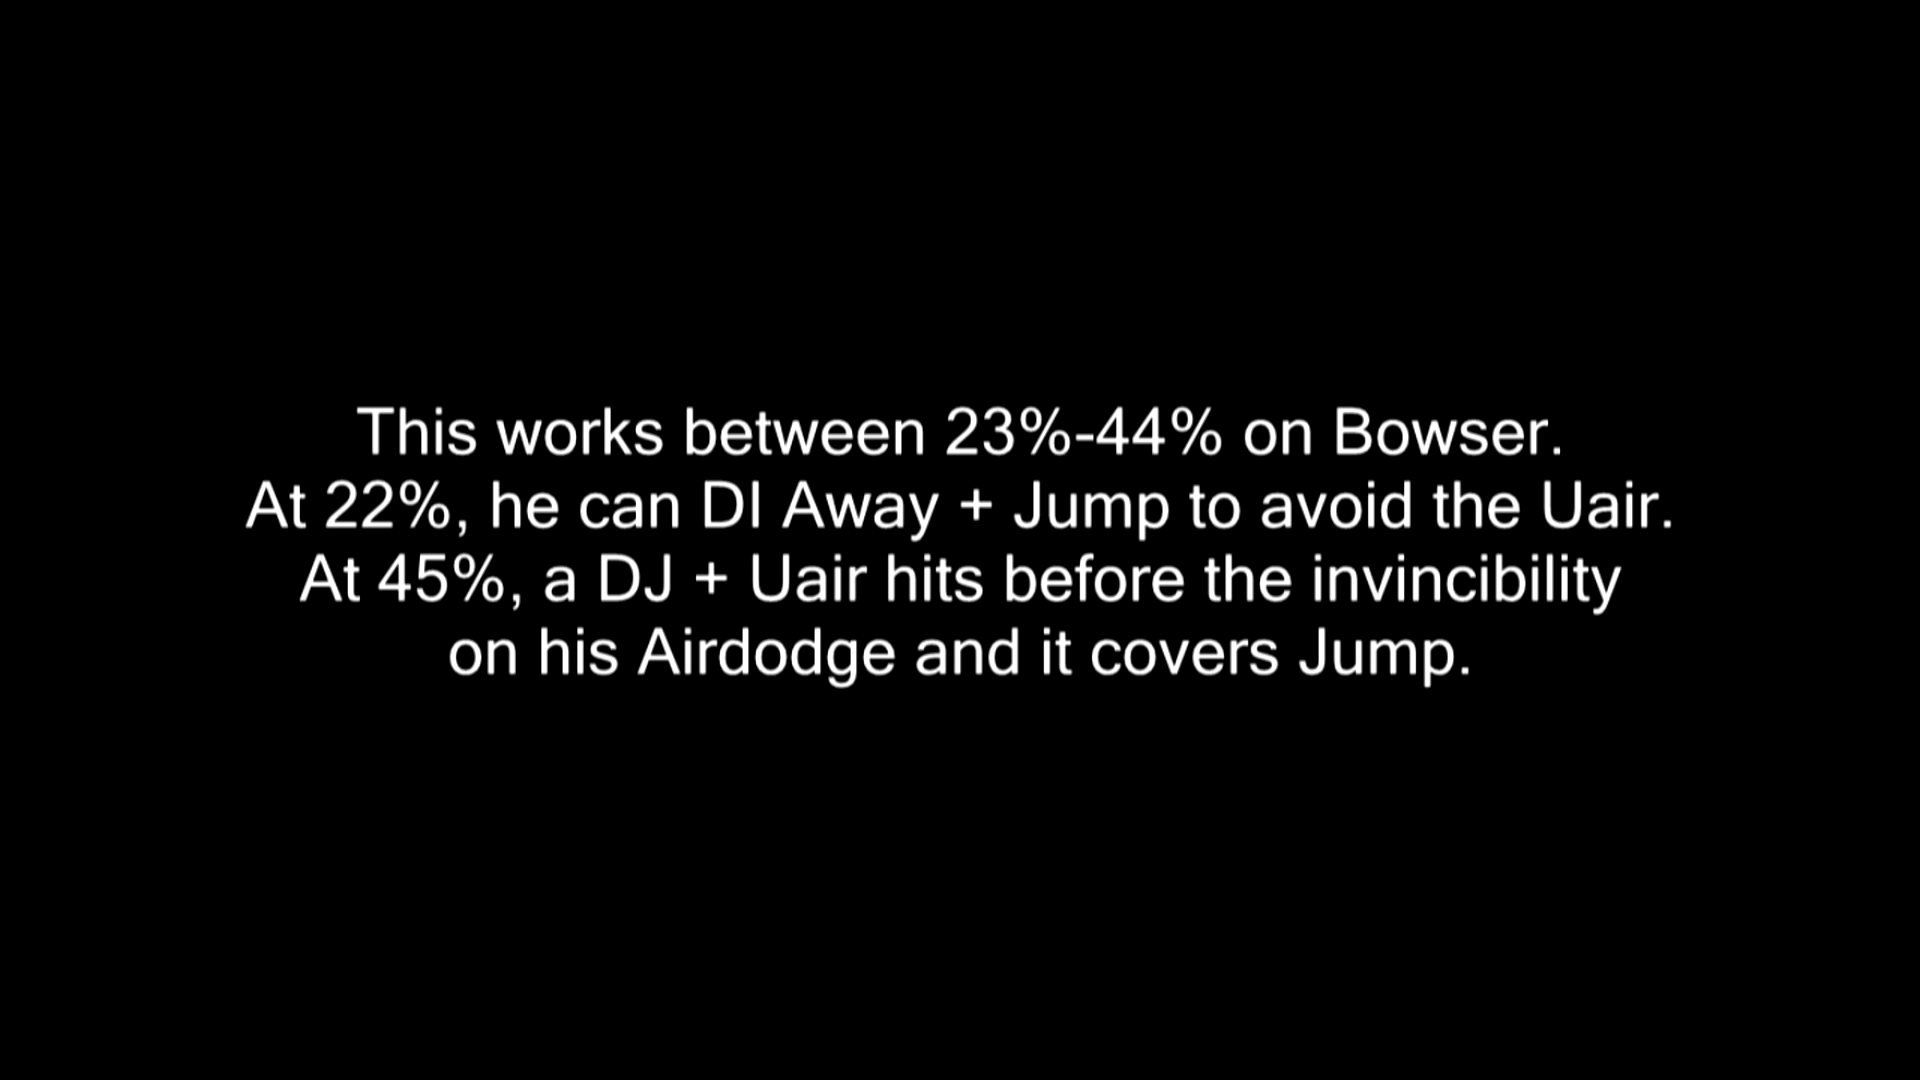 This works between 23%-44% on Bowser.
At 22%, he can DI Away + Jump to avoid the Uair.
At 45%, a DJ + Uair hits before the invincibility
on his Airdodge and it covers Jump.